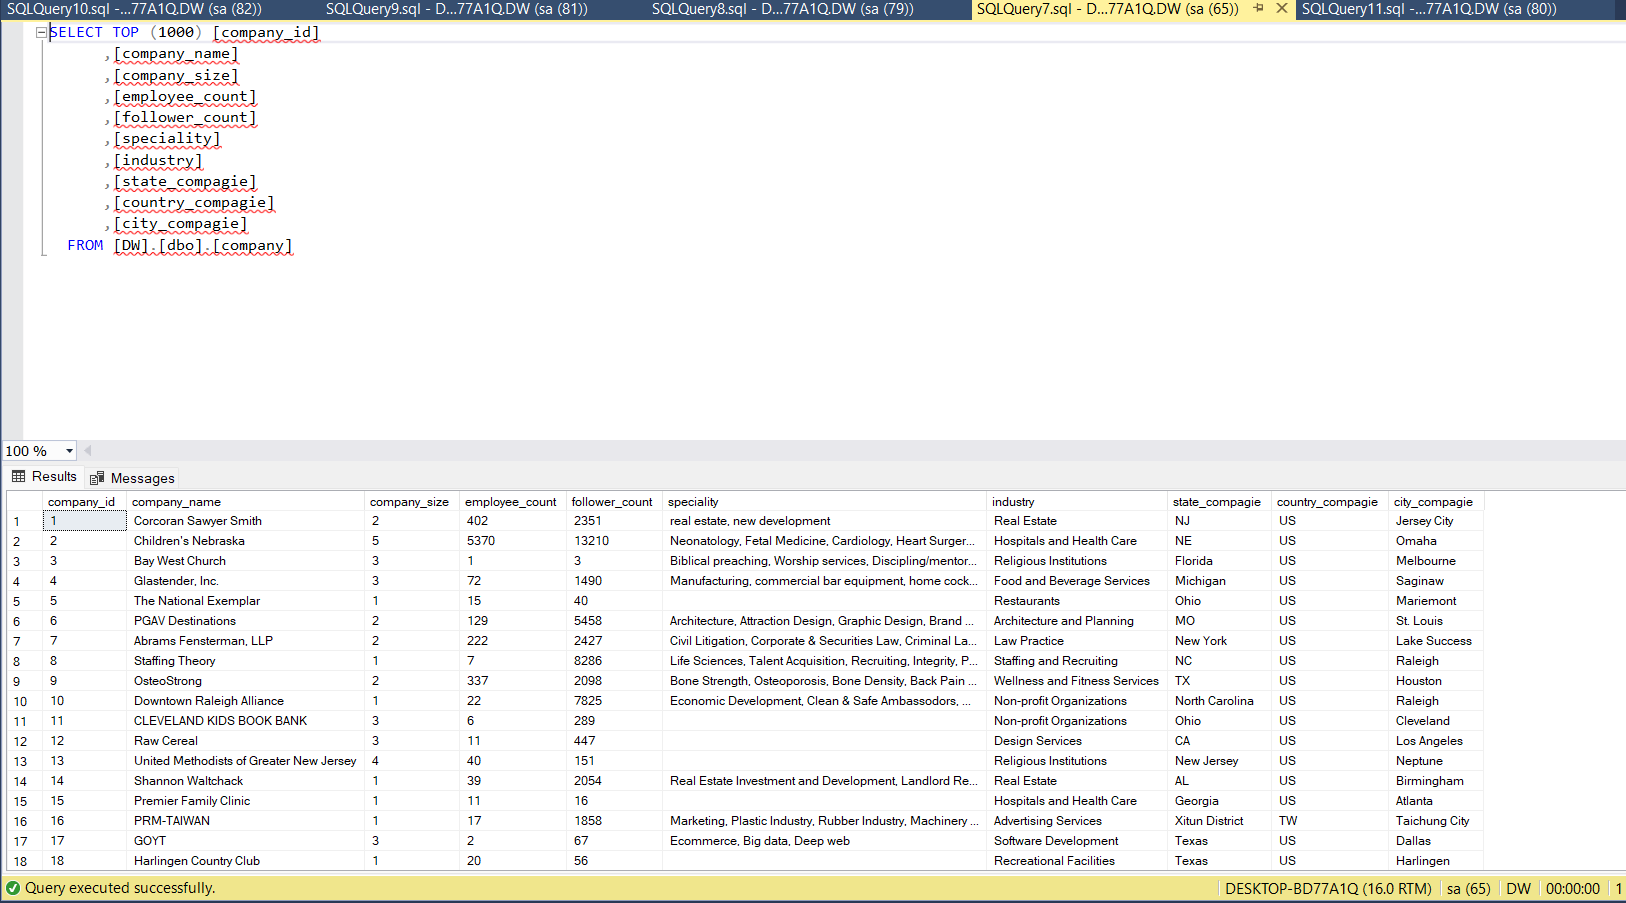 SQLQuery10.sql -...77A1Q.DW (sa (82)) SQLQuery9.sql - D...77A1Q.DW (sa (81)) SQLQuery8.sql - D...77A1Q.DW (sa (79)) SQLQuery7.sql - D...77A1Q.DW (sa (65)) SQLQuery11.sql -...77A1Q.DW (sa (80))
SELECT TOP (1000) [company_id]
,[company_name]
,[company_size]
,[employee_count]
,[follower_count]
,[speciality]
,[industry]
,[state_compagie]
,[country_compagie]
,[city_compagie]
FROM [DW].[dbo].[company]
100 %
Results Messages
company_id company_name company_size employee_count follower_count speciality industry state_compagie country_compagie city_compagie
1 1 Corcoran Sawyer Smith 2 402 2351 real estate, new development Real Estate NJ US Jersey City
2 2 Children's Nebraska 5 5370 13210 Neonatology, Fetal Medicine, Cardiology, Heart Surger... Hospitals and Health Care NE US Omaha
3 3 Bay West Church 3 1 3 Biblical preaching, Worship services, Discipling/mentor... Religious Institutions Florida US Melbourne
4 4 Glastender, Inc. 3 72 1490 Manufacturing, commercial bar equipment, home cock... Food and Beverage Services Michigan US Saginaw
5 5 The National Exemplar 1 15 40 Restaurants Ohio US Mariemont
6 6 PGAV Destinations 2 129 5458 Architecture, Attraction Design, Graphic Design, Brand ... Architecture and Planning MO US St. Louis
7 7 Abrams Fensterman, LLP 2 222 2427 Civil Litigation, Corporate & Securities Law, Criminal La... Law Practice New York US Lake Success
8 8 Staffing Theory 1 7 8286 Life Sciences, Talent Acquisition, Recruiting, Integrity, P... Staffing and Recruiting NC US Raleigh
9 9 OsteoStrong 2 337 2098 Bone Strength, Osteoporosis, Bone Density, Back Pain ... Wellness and Fitness Services TX US Houston
10 10 Downtown Raleigh Alliance 1 22 7825 Economic Development, Clean & Safe Ambassadors, ... Non-profit Organizations North Carolina US Raleigh
11 11 CLEVELAND KIDS BOOK BANK 3 6 289 Non-profit Organizations Ohio US Cleveland
12 12 Raw Cereal 3 11 447 Design Services CA US Los Angeles
13 13 United Methodists of Greater New Jersey 4 40 151 Religious Institutions New Jersey US Neptune
14 14 Shannon Waltchack 1 39 2054 Real Estate Investment and Development, Landlord Re... Real Estate AL US Birmingham
15 15 Premier Family Clinic 1 11 16 Hospitals and Health Care Georgia US Atlanta
16 16 PRM-TAIWAN 1 17 1858 Marketing, Plastic Industry, Rubber Industry, Machinery ... Advertising Services Xitun District TW Taichung City
17 17 GOYT 3 2 67 Ecommerce, Big data, Deep web Software Development Texas US Dallas
18 18 Harlingen Country Club 1 20 56 Recreational Facilities Texas US Harlingen
Query executed successfully. DESKTOP-BD77A1Q (16.0 RTM) sa (65) DW 00:00:00 1